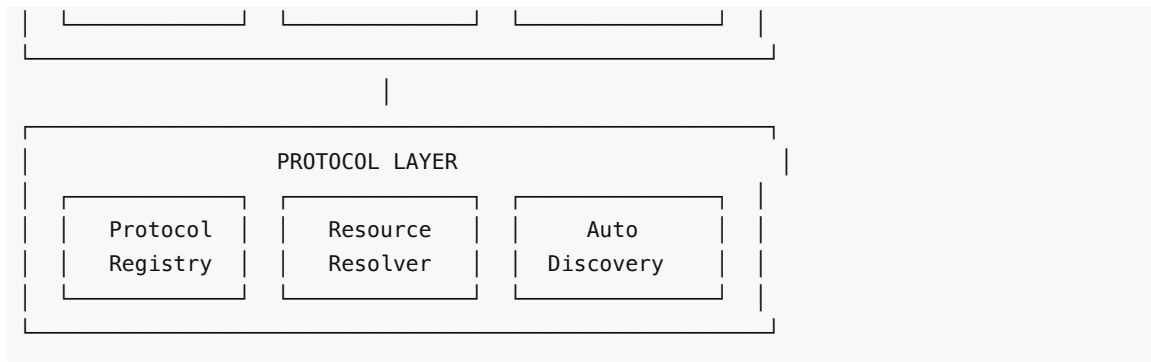 PROTOCOL LAYER
Protocol Resource Auto
Registry Resolver Discovery